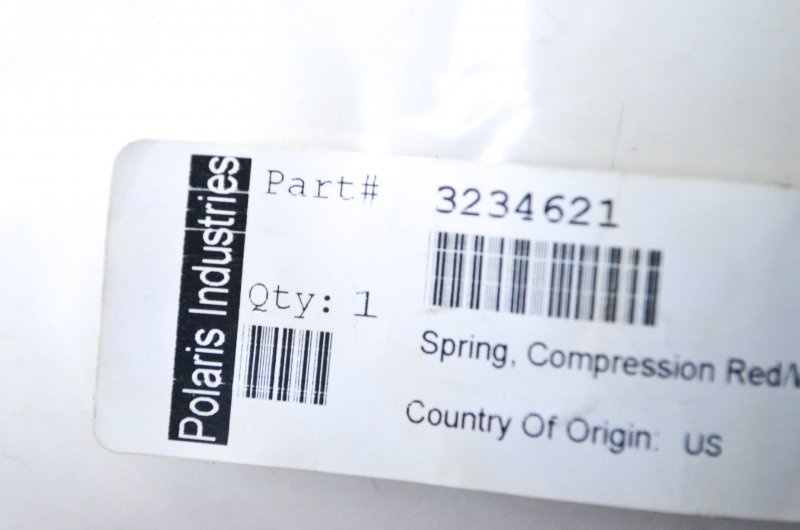 Polaris Industries
Part# 3234621
Qty: 1
Spring, Compression Red/
Country Of Origin: US